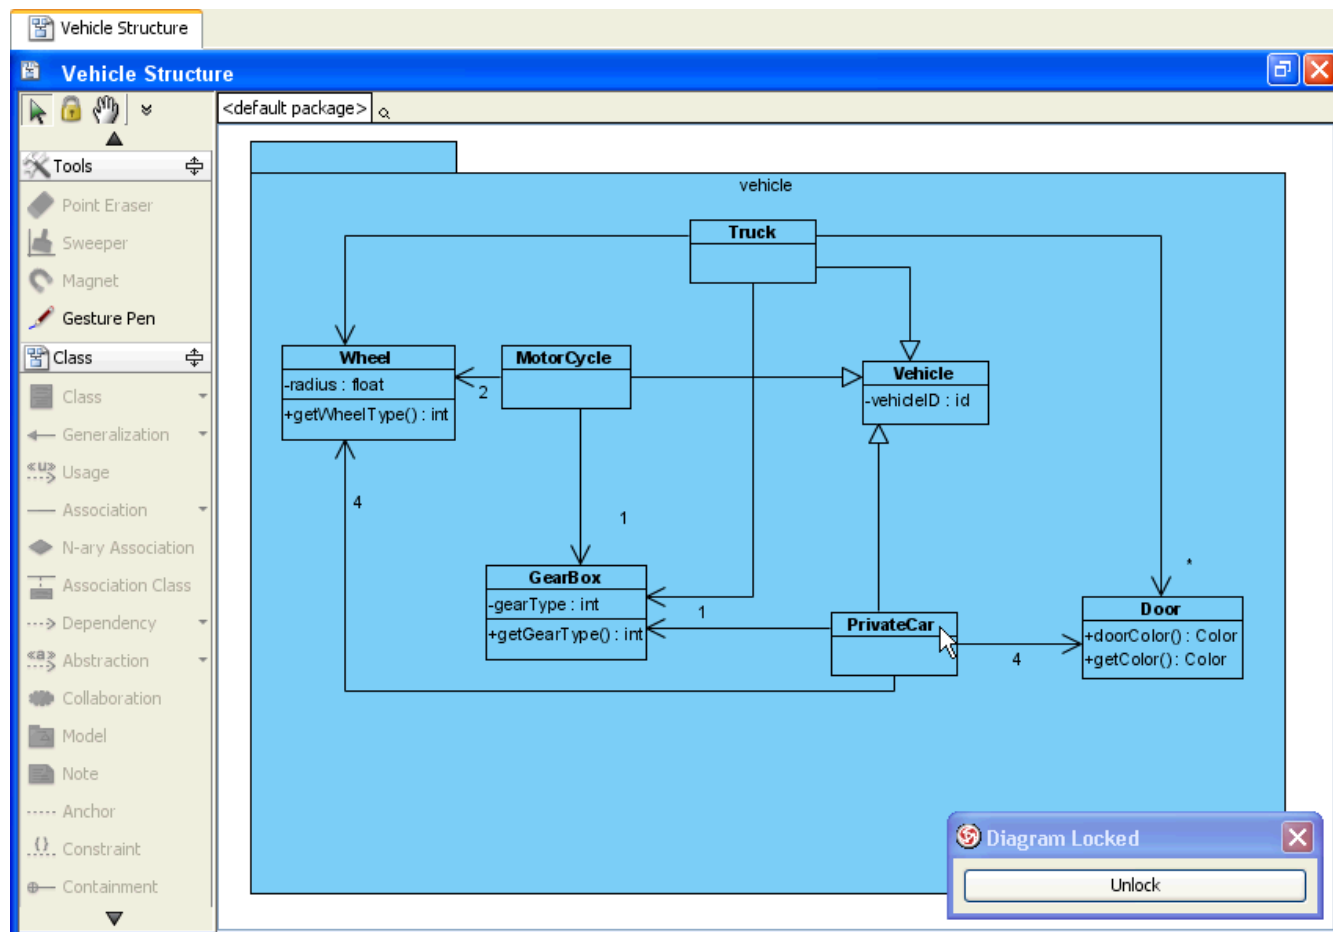 Vehicle Structure
Vehicle Structure
<default package>
Tools
Point Eraser
Sweeper
Magnet
Gesture Pen
Class
Class
Generalization
«u»
Usage
Association
N-ary Association
Association Class
Dependency
«a»
Abstraction
Collaboration
Model
Note
Anchor
{}
Constraint
Containment
vehicle
Truck
Wheel
-radius : float
+getWheelType() : int
MotorCycle
2
Vehicle
-vehicleID : id
4
1
*
GearBox
-gearType : int
+getGearType() : int
1
PrivateCar
4
Door
+doorColor() : Color
+getColor() : Color
Diagram Locked
Unlock